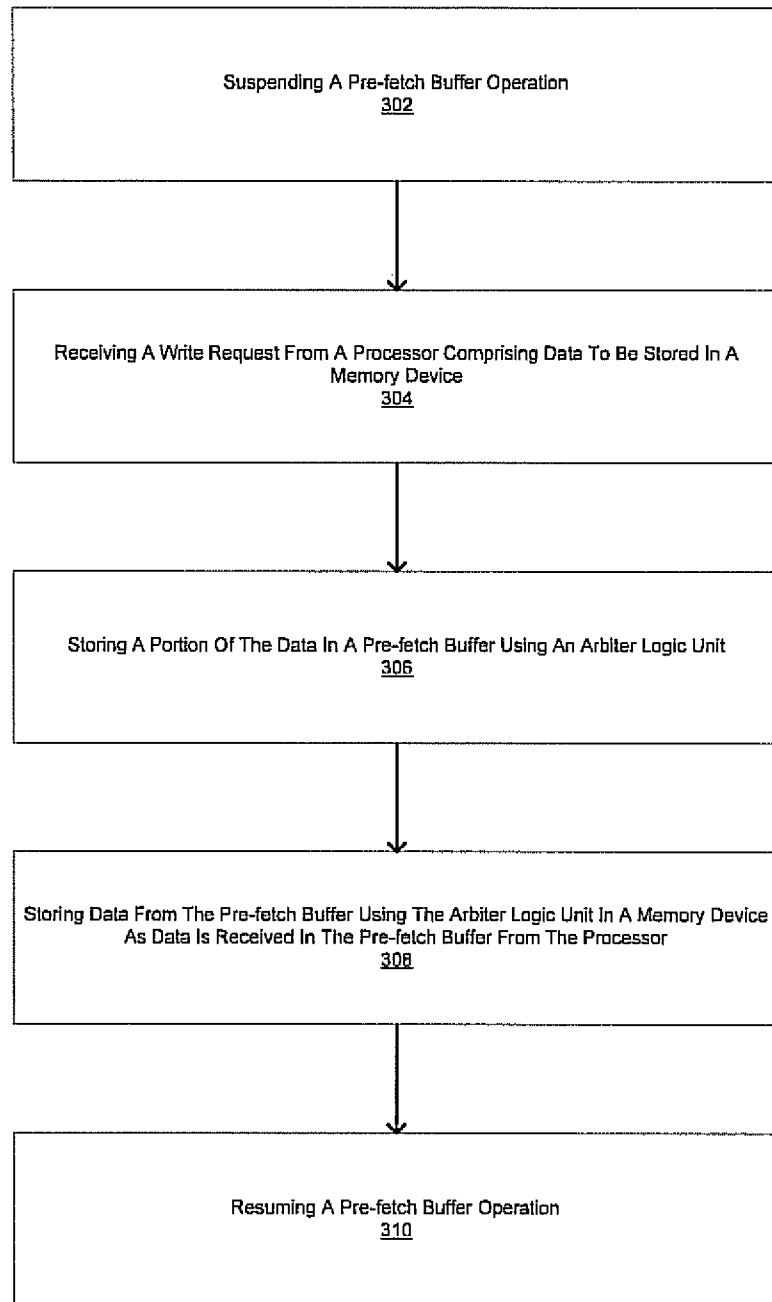 Suspending A Pre-fetch Buffer Operation
302
Receiving A Write Request From A Processor Comprising Data To Be Stored In A
Memory Device
304
Storing A Portion Of The Data In A Pre-fetch Buffer Using An Arbiter Logic Unit
306
Storing Data From The Pre-fetch Buffer Using The Arbiter Logic Unit In A Memory Device
As Data Is Received In The Pre-fetch Buffer From The Processor
308
Resuming A Pre-fetch Buffer Operation
310